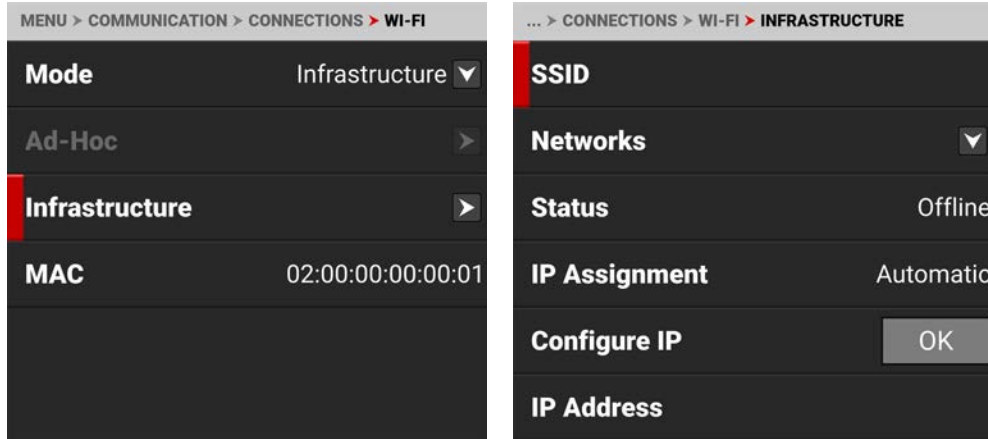 MENU > COMMUNICATION > CONNECTIONS > WI-FI
Mode Infrastructure
Ad-Hoc
Infrastructure
MAC 02:00:00:00:00:01
... > CONNECTIONS > WI-FI > INFRASTRUCTURE
SSID
Networks
Status Offline
IP Assignment Automatic
Configure IP OK
IP Address